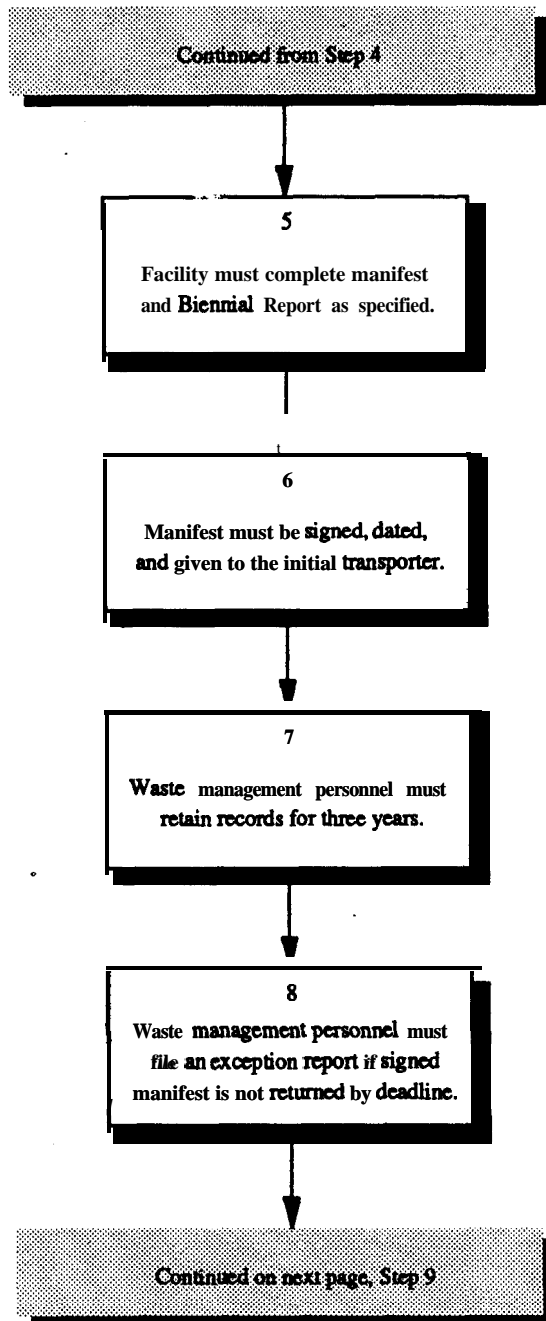 Continued from Step 4
5
Facility must complete manifest
and Biennial Report as specified.
6
Manifest must be signed, dated,
and given to the initial transporter.
7
Waste management personnel must
retain records for three years.
8
Waste management personnel must
file an exception report if signed
manifest is not returned by deadline.
Continued on next page, Step 9